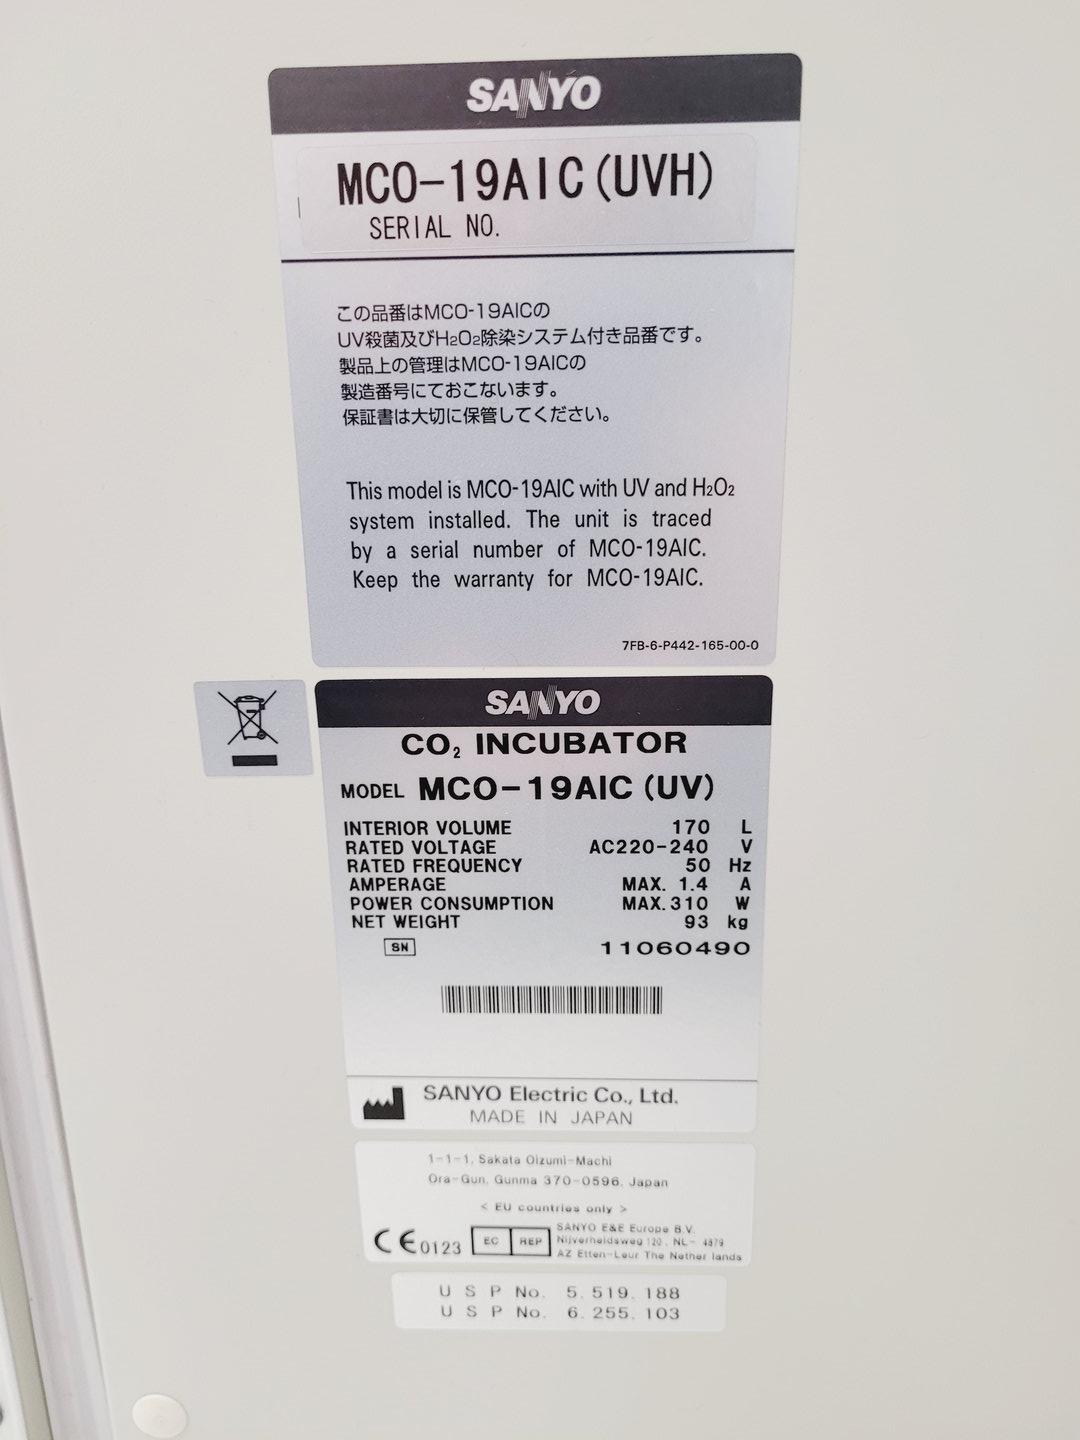 SANYO
MCO-19AIC(UVH)
SERIAL NO.
この品番はMCO-19AICの
UV殺菌及びH₂O₂除染システム付き品番です。
製品上の管理はMCO-19AICの
製造番号にておこないます。
保証書は大切に保管してください。
This model is MCO-19AIC with UV and H₂O₂
system installed. The unit is traced
by a serial number of MCO-19AIC.
Keep the warranty for MCO-19AIC.
7FB-6-P442-165-00-0
SANYO
CO₂ INCUBATOR
MODEL MCO-19AIC (UV)
INTERIOR VOLUME 170 L
RATED VOLTAGE AC220-240 V
RATED FREQUENCY 50 Hz
AMPERAGE MAX. 1.4 A
POWER CONSUMPTION MAX.310 W
NET WEIGHT 93 kg
SN 11060490
SANYO Electric Co., Ltd.
MADE IN JAPAN
1-1-1, Sakata Oizumi-Machi
Ora-Gun, Gunma 370-0596, Japan
< EU countries only >
CE0123 EC REP
SANYO E&E Europe B.V.
Nijverheidsweg 120, NL- 4879
AZ Etten-Leur The Nether lands
U S P No. 5. 519. 188
U S P No. 6. 255. 103